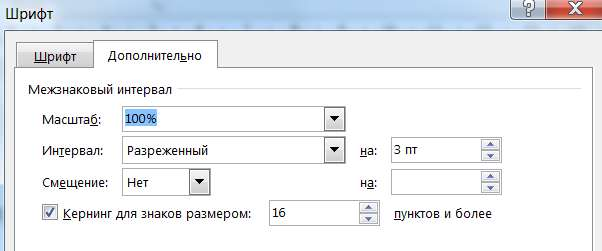 Шрифт
Шрифт Дополнительно
Межзнаковый интервал
Масштаб: 100%
Интервал: Разреженный на: 3 пт
Смещение: Нет на:
Кернинг для знаков размером: 16 пунктов и более